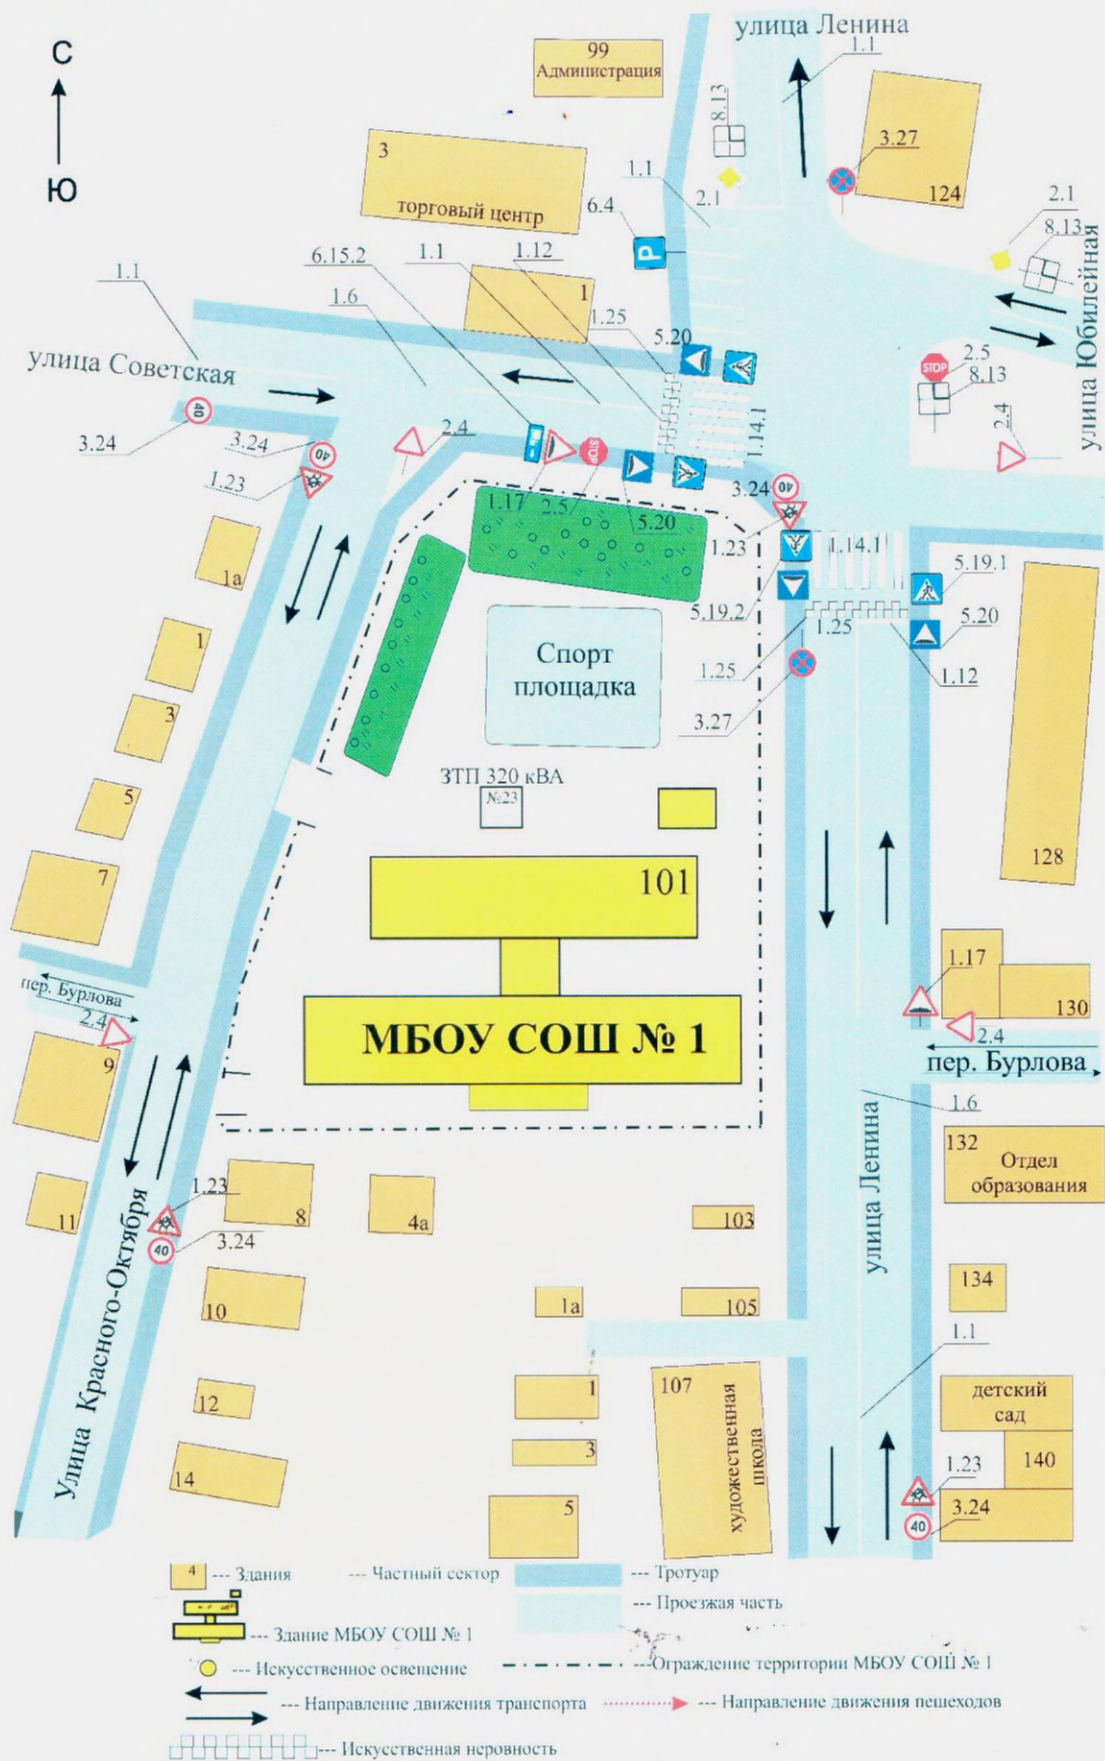 улица Ленина
С
Ю
99
Администрация
1.1
8.13
3.27
124
3
торговый центр
1.1
2.1
6.4
P
2.1
8.13
улица Юбилейная
6.15.2
1.1
1.12
1.1
1.6
1
1.25
5.20
улица Советская
STOP
2.5
8.13
2.4
40
3.24
3.24
40
1.23
2.4
STOP
1.14.1
1.17
2.5
5.20
3.24
40
1.23
1.14.1
5.19.1
5.19.2
1.25
5.20
1.25
1.12
3.27
1а
1
3
5
7
Спорт
площадка
ЗТП 320 кВА
№23
101
128
1.17
130
2.4
пер. Бурлова
пер. Бурлова
2.4
9
МБОУ СОШ № 1
1.6
132
Отдел
образования
улица Ленина
11
1.23
3.24
40
8
4а
103
10
1а
105
134
1.1
Улица Красного-Октября
12
14
1
3
5
107
художественная
школа
детский
сад
140
1.23
3.24
40
4 --- Здания
--- Частный сектор
--- Тротуар
--- Проезжая часть
--- Здание МБОУ СОШ № 1
--- Искусственное освещение
---Ограждение территории МБОУ СОШ № 1
--- Направление движения транспорта
--- Направление движения пешеходов
--- Искусственная неровность